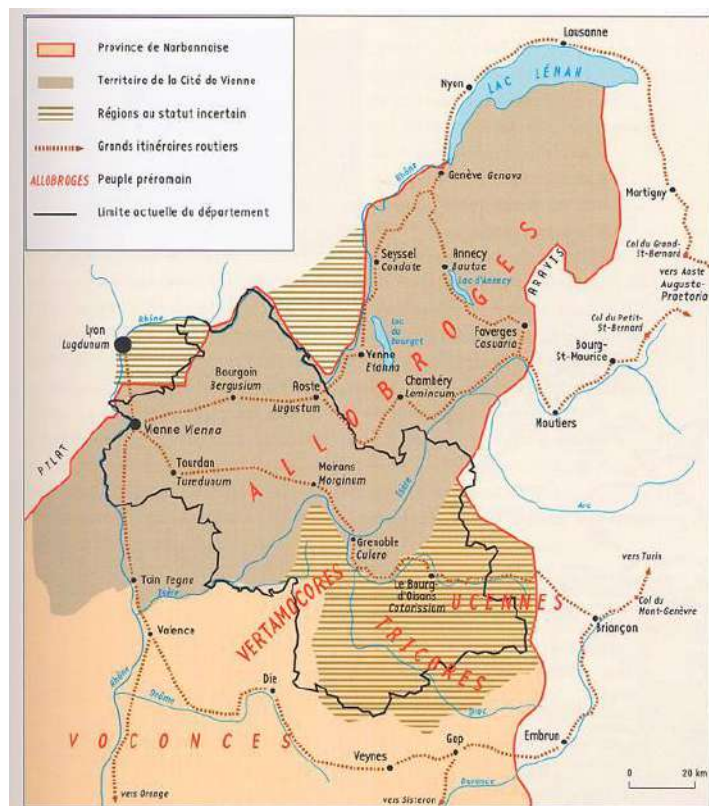 Province de Narbonnaise
Territoire de la Cité de Vienne
Régions au statut incertain
Grands itinéraires routiers
ALLOBROGES Peuple préromain
Limite actuelle du département
Lausanne
LAC LÉMAN
Nyon
Rhône
Genève Genava
Martigny
Col du Grand-
St-Bernard
vers Aoste
Augusta-
Praetoria
Seyssel
Condate
Annecy
Boutae
Lac d'Annecy
ARAVIS
Col du Petit-
St-Bernard
Rhône
Lyon
Lugdunum
Lac
du
Bourget
Faverges
Casuaria
Bourg-
St-Maurice
Yenne
Etanna
Bourgoin
Bergusium
Aoste
Augustum
Chambéry
Lemincum
Moutiers
ALLOBROGES
Vienne Vienna
PILAT
Tourdan
Turedusum
Moirans
Morginum
Isère
Arc
Grenoble
Culero
vers Turin
Tain Tegna
Isère
Le Bourg
d'Oisans
Catorissium
UCENNES
Col du
Mont-Genèvre
VERTAMOCORES
TRICORES
Briançon
Valence
Rhône
Drôme
Die
Drac
VOCONCES
Veynes
Gap
Embrun
Durance
vers Orange
vers Sisteron
0 20 km